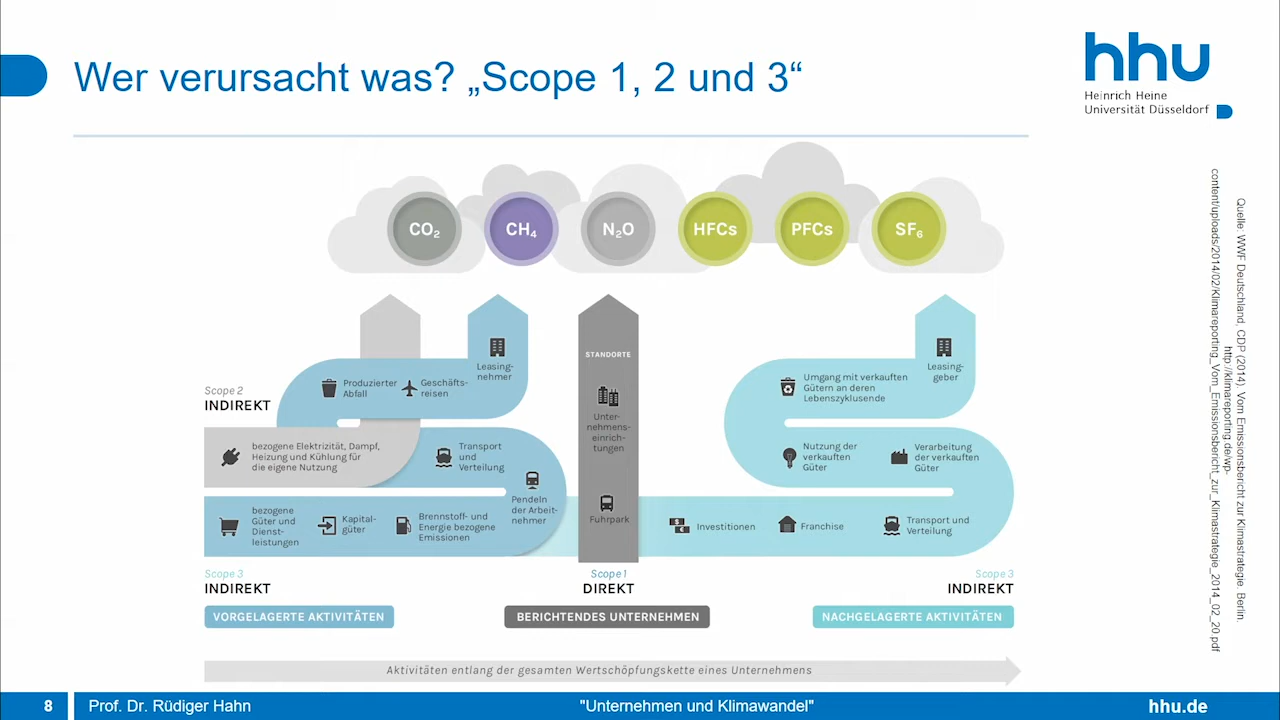 Wer verursacht was? „Scope 1, 2 und 3“
hhu
Heinrich Heine
Universität Düsseldorf
CO₂
CH₄
N₂O
HFCs
PFCs
SF₆
Scope 2
INDIREKT
Produzierter
Abfall
Geschäfts-
reisen
Leasing-
nehmer
bezogene Elektrizität, Dampf,
Heizung und Kühlung für
die eigene Nutzung
Transport
und
Verteilung
Pendeln
der Arbeit-
nehmer
bezogene
Güter und
Dienst-
leistungen
Kapital-
güter
Brennstoff- und
Energie bezogene
Emissionen
Scope 3
INDIREKT
VORGELAGERTE AKTIVITÄTEN
STANDORTE
Unter-
nehmens-
einrich-
tungen
Fuhrpark
Scope 1
DIREKT
BERICHTENDES UNTERNEHMEN
Leasing-
geber
Umgang mit verkauften
Gütern an deren
Lebenszyklusende
Nutzung der
verkauften
Güter
Verarbeitung
der verkauften
Güter
Investitionen
Franchise
Transport und
Verteilung
Scope 3
INDIREKT
NACHGELAGERTE AKTIVITÄTEN
Aktivitäten entlang der gesamten Wertschöpfungskette eines Unternehmens
Quelle: WWF Deutschland, CDP (2014). Vom Emissionsbericht zur Klimastrategie. Berlin.
http://klimareporting.de/wp-
content/uploads/2014/02/Klimareporting_Vom_Emissionsbericht_zur_Klimastrategie_2014_02_20.pdf
8
Prof. Dr. Rüdiger Hahn
"Unternehmen und Klimawandel"
hhu.de